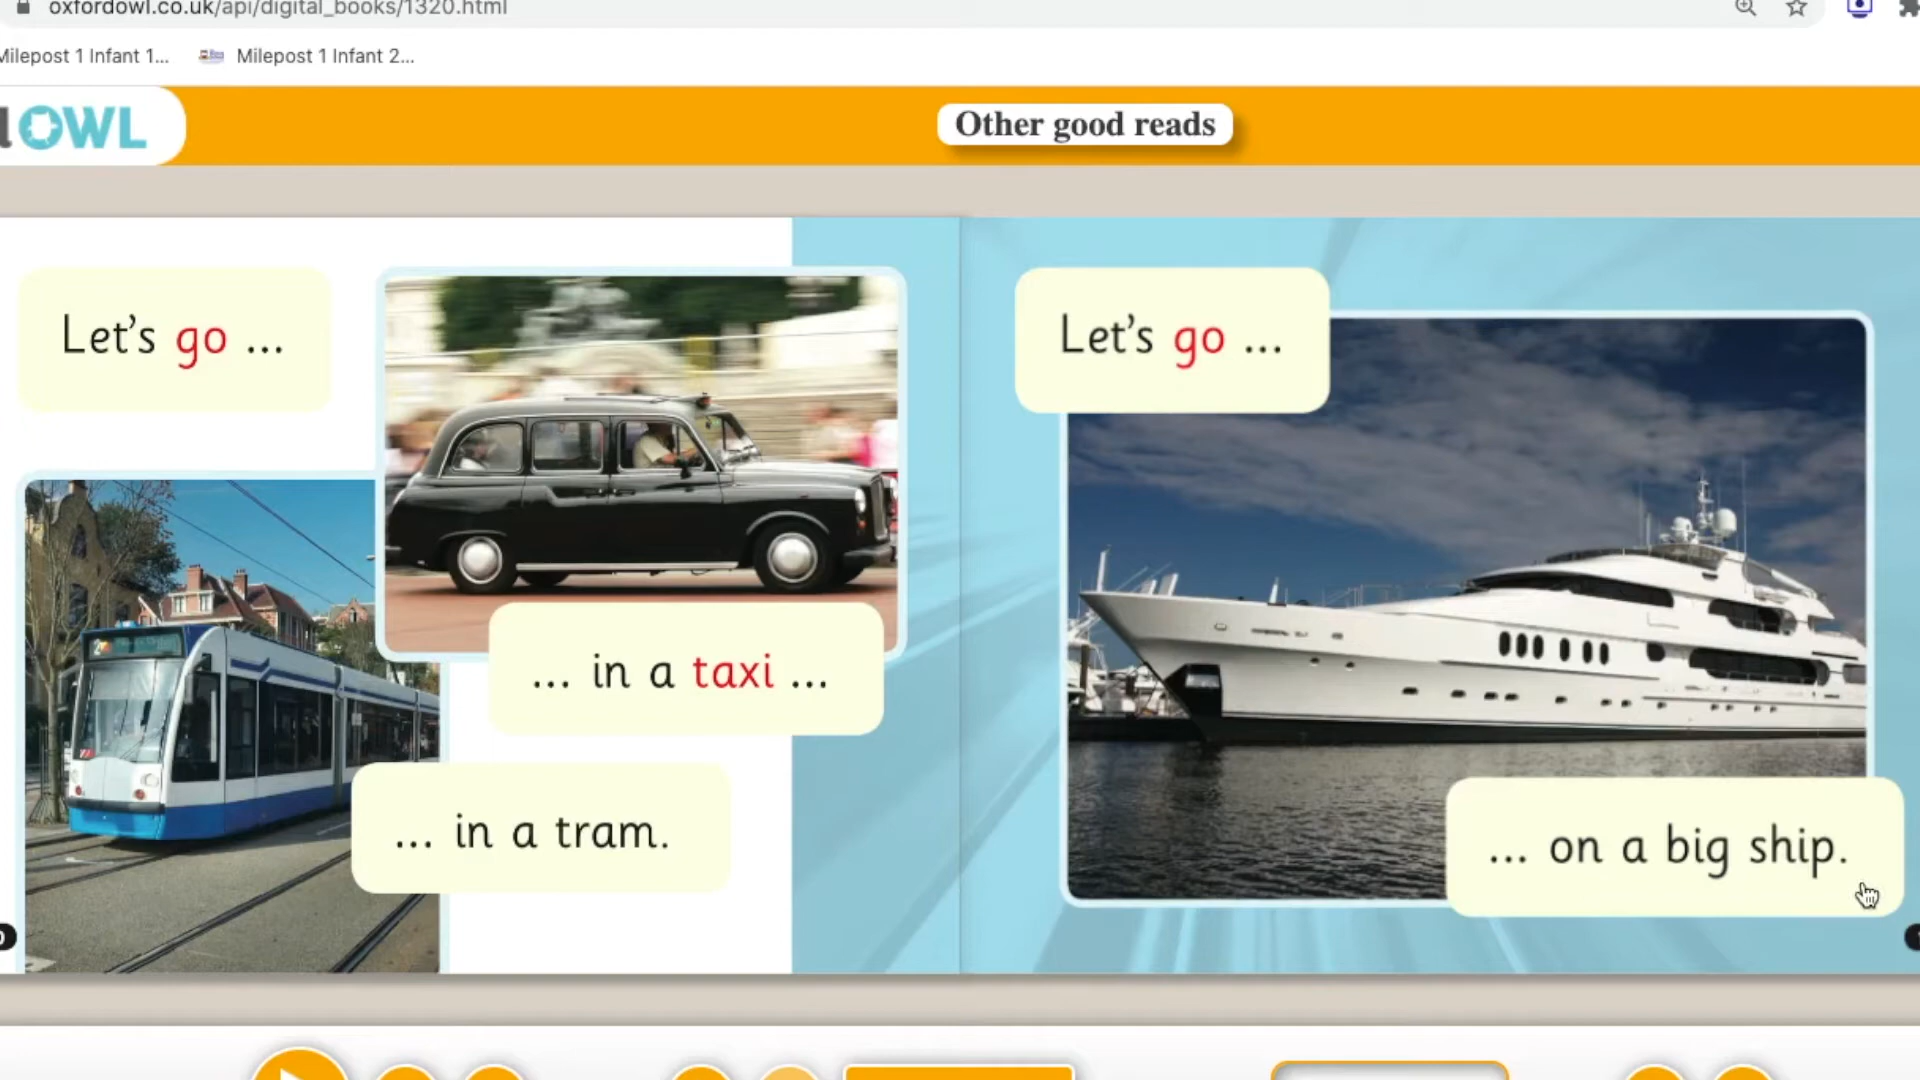 oxfordowl.co.uk/api/digital_books/1320.html
Milepost 1 Infant 1...
Milepost 1 Infant 2...
OWL
Other good reads
Let's go ...
... in a taxi ...
... in a tram.
Let's go ...
... on a big ship.